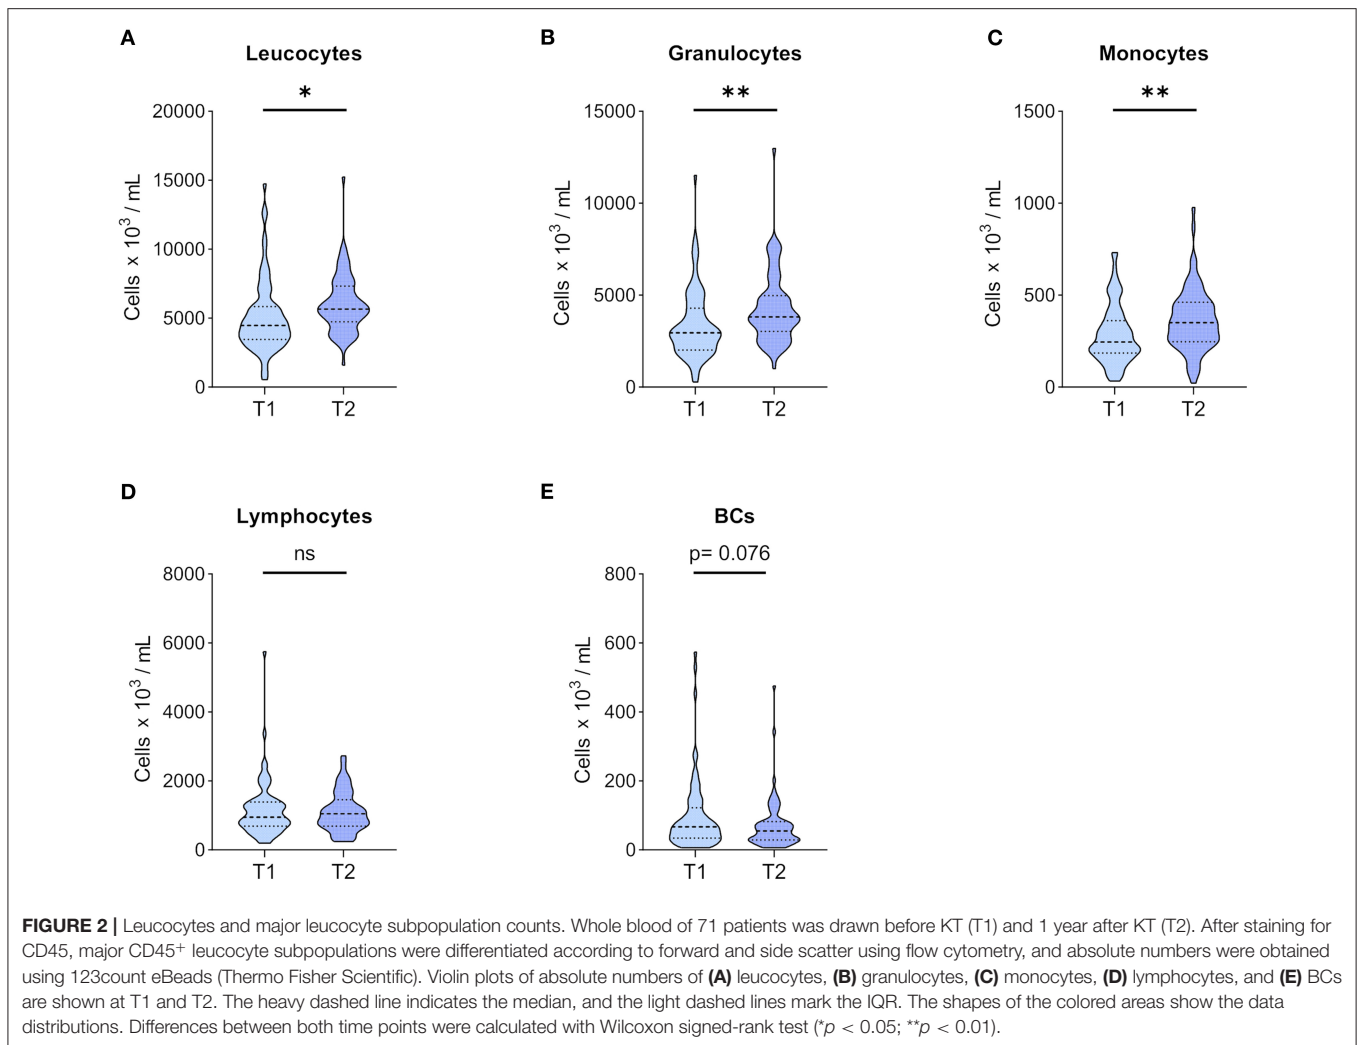 A
Leucocytes
*
20000
15000
10000
5000
0
Cells x 10³ / mL
T1 T2
B
Granulocytes
**
15000
10000
5000
0
Cells x 10³ / mL
T1 T2
C
Monocytes
**
1500
1000
500
0
Cells x 10³ / mL
T1 T2
D
Lymphocytes
ns
8000
6000
4000
2000
0
Cells x 10³ / mL
T1 T2
E
BCs
p= 0.076
800
600
400
200
0
Cells x 10³ / mL
T1 T2
FIGURE 2 | Leucocytes and major leucocyte subpopulation counts. Whole blood of 71 patients was drawn before KT (T1) and 1 year after KT (T2). After staining for
CD45, major CD45⁺ leucocyte subpopulations were differentiated according to forward and side scatter using flow cytometry, and absolute numbers were obtained
using 123count eBeads (Thermo Fisher Scientific). Violin plots of absolute numbers of (A) leucocytes, (B) granulocytes, (C) monocytes, (D) lymphocytes, and (E) BCs
are shown at T1 and T2. The heavy dashed line indicates the median, and the light dashed lines mark the IQR. The shapes of the colored areas show the data
distributions. Differences between both time points were calculated with Wilcoxon signed-rank test (*p < 0.05; **p < 0.01).